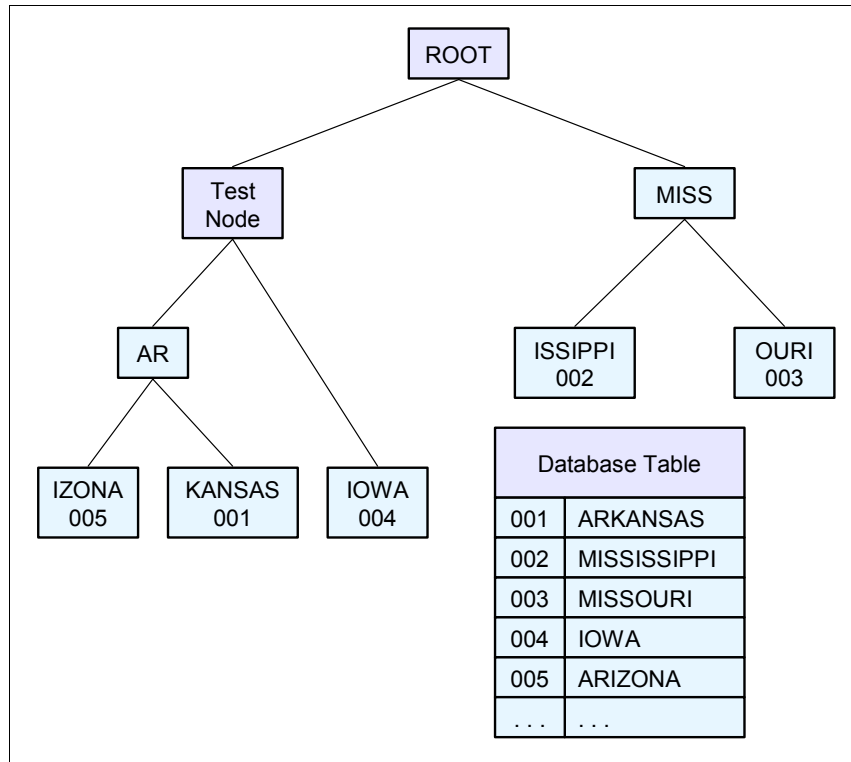 ROOT
Test
Node
MISS
AR
ISSIPPI
002
OURI
003
IZONA
005
KANSAS
001
IOWA
004
Database Table
001 ARKANSAS
002 MISSISSIPPI
003 MISSOURI
004 IOWA
005 ARIZONA
. . . . . .